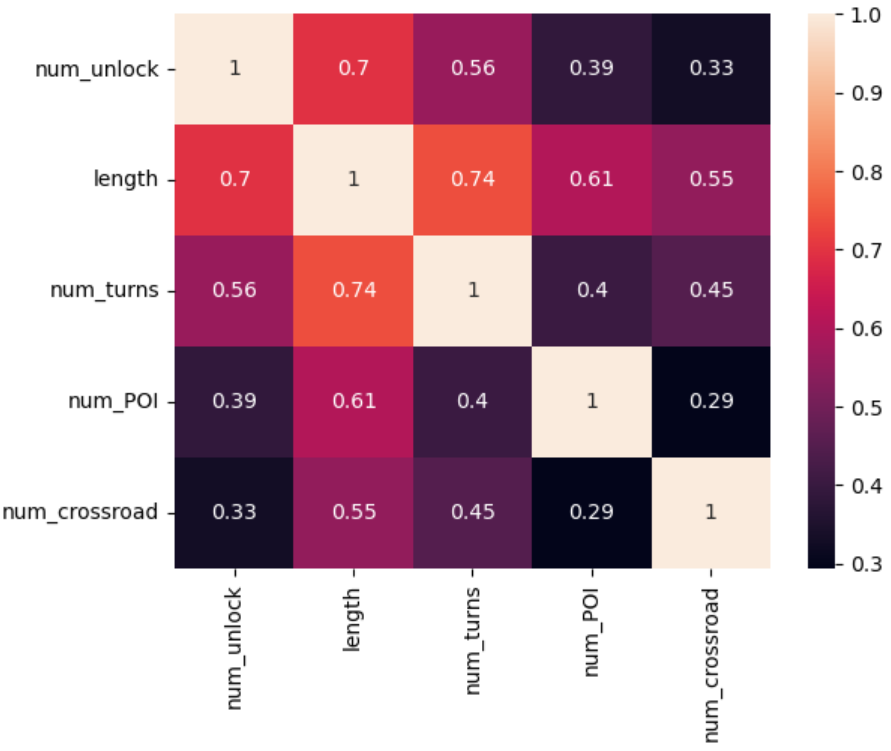 num_unlock 1 0.7 0.56 0.39 0.33
length 0.7 1 0.74 0.61 0.55
num_turns 0.56 0.74 1 0.4 0.45
num_POI 0.39 0.61 0.4 1 0.29
num_crossroad 0.33 0.55 0.45 0.29 1
num_unlock
length
num_turns
num_POI
num_crossroad
1.0
0.9
0.8
0.7
0.6
0.5
0.4
0.3